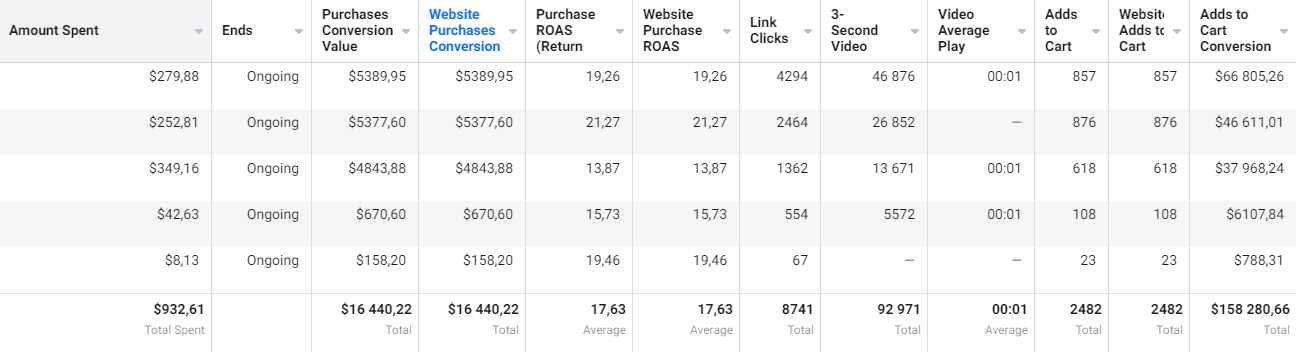 Amount Spent Ends Purchases Conversion Value Website Purchases Conversion Purchase ROAS (Return Website Purchase ROAS Link Clicks 3-Second Video Video Average Play Adds to Cart Website Adds to Cart Adds to Cart Conversion
$279,88 Ongoing $5389,95 $5389,95 19,26 19,26 4294 46 876 00:01 857 857 $66 805,26
$252,81 Ongoing $5377,60 $5377,60 21,27 21,27 2464 26 852 — 876 876 $46 611,01
$349,16 Ongoing $4843,88 $4843,88 13,87 13,87 1362 13 671 00:01 618 618 $37 968,24
$42,63 Ongoing $670,60 $670,60 15,73 15,73 554 5572 00:01 108 108 $6107,84
$8,13 Ongoing $158,20 $158,20 19,46 19,46 67 — — 23 23 $788,31
$932,61 $16 440,22 $16 440,22 17,63 17,63 8741 92 971 00:01 2482 2482 $158 280,66
Total Spent Total Total Average Average Total Total Average Total Total Total